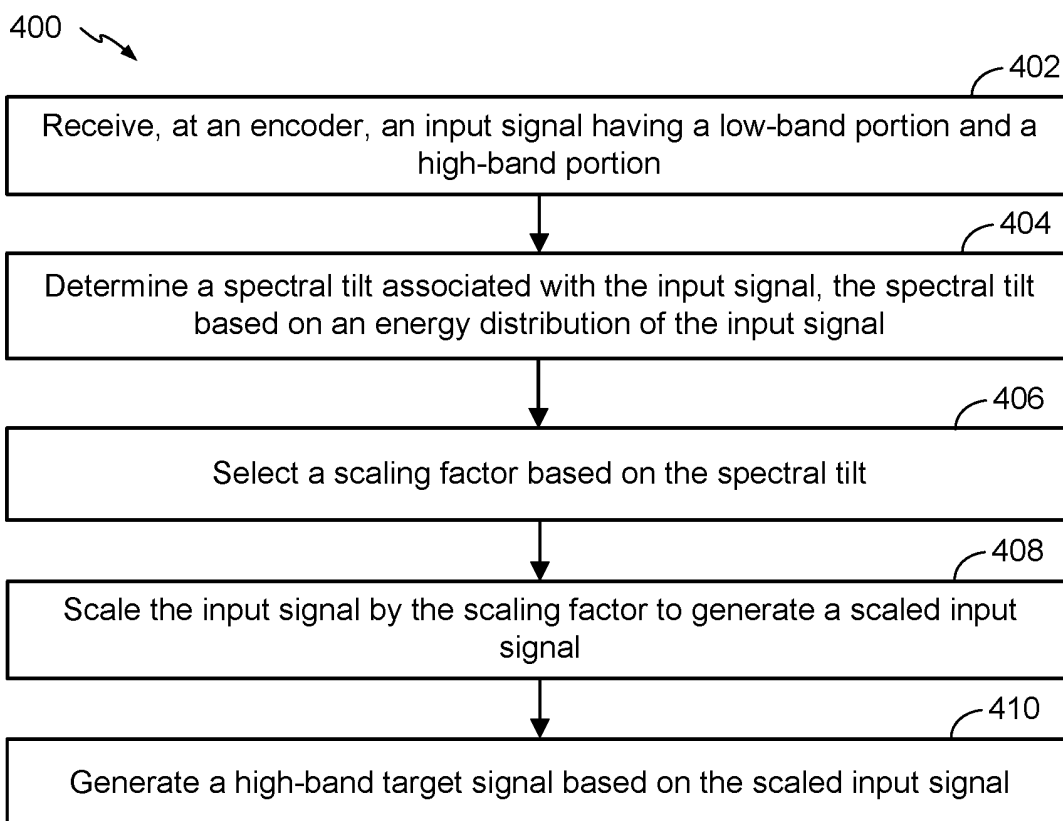 400
402
Receive, at an encoder, an input signal having a low-band portion and a
high-band portion
404
Determine a spectral tilt associated with the input signal, the spectral tilt
based on an energy distribution of the input signal
406
Select a scaling factor based on the spectral tilt
408
Scale the input signal by the scaling factor to generate a scaled input
signal
410
Generate a high-band target signal based on the scaled input signal